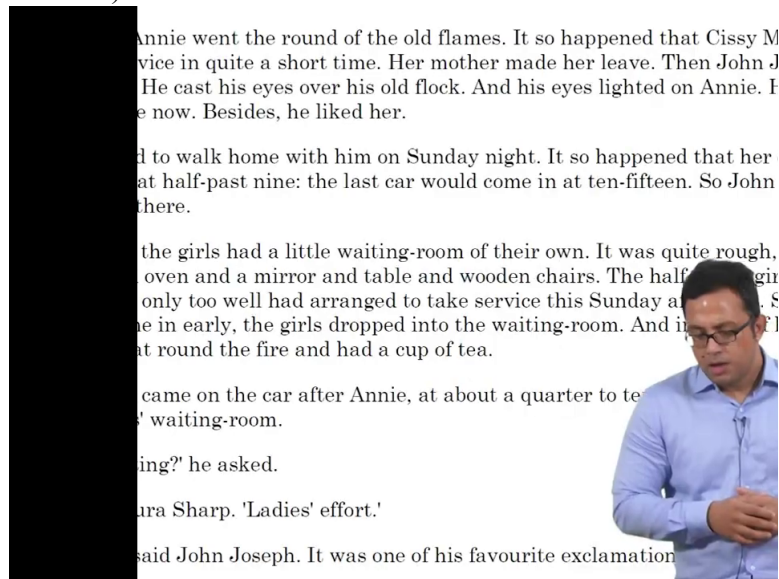 Annie went the round of the old flames. It so happened that Cissy M
vice in quite a short time. Her mother made her leave. Then John J
He cast his eyes over his old flock. And his eyes lighted on Annie. H
e now. Besides, he liked her.
d to walk home with him on Sunday night. It so happened that her
at half-past nine: the last car would come in at ten-fifteen. So John
there.
the girls had a little waiting-room of their own. It was quite rough,
oven and a mirror and table and wooden chairs. The half gir
only too well had arranged to take service this Sunday a . S
ne in early, the girls dropped into the waiting-room. And in of
at round the fire and had a cup of tea.
came on the car after Annie, at about a quarter to te
s' waiting-room.
ing?' he asked.
ura Sharp. 'Ladies' effort.'
said John Joseph. It was one of his favourite exclamation